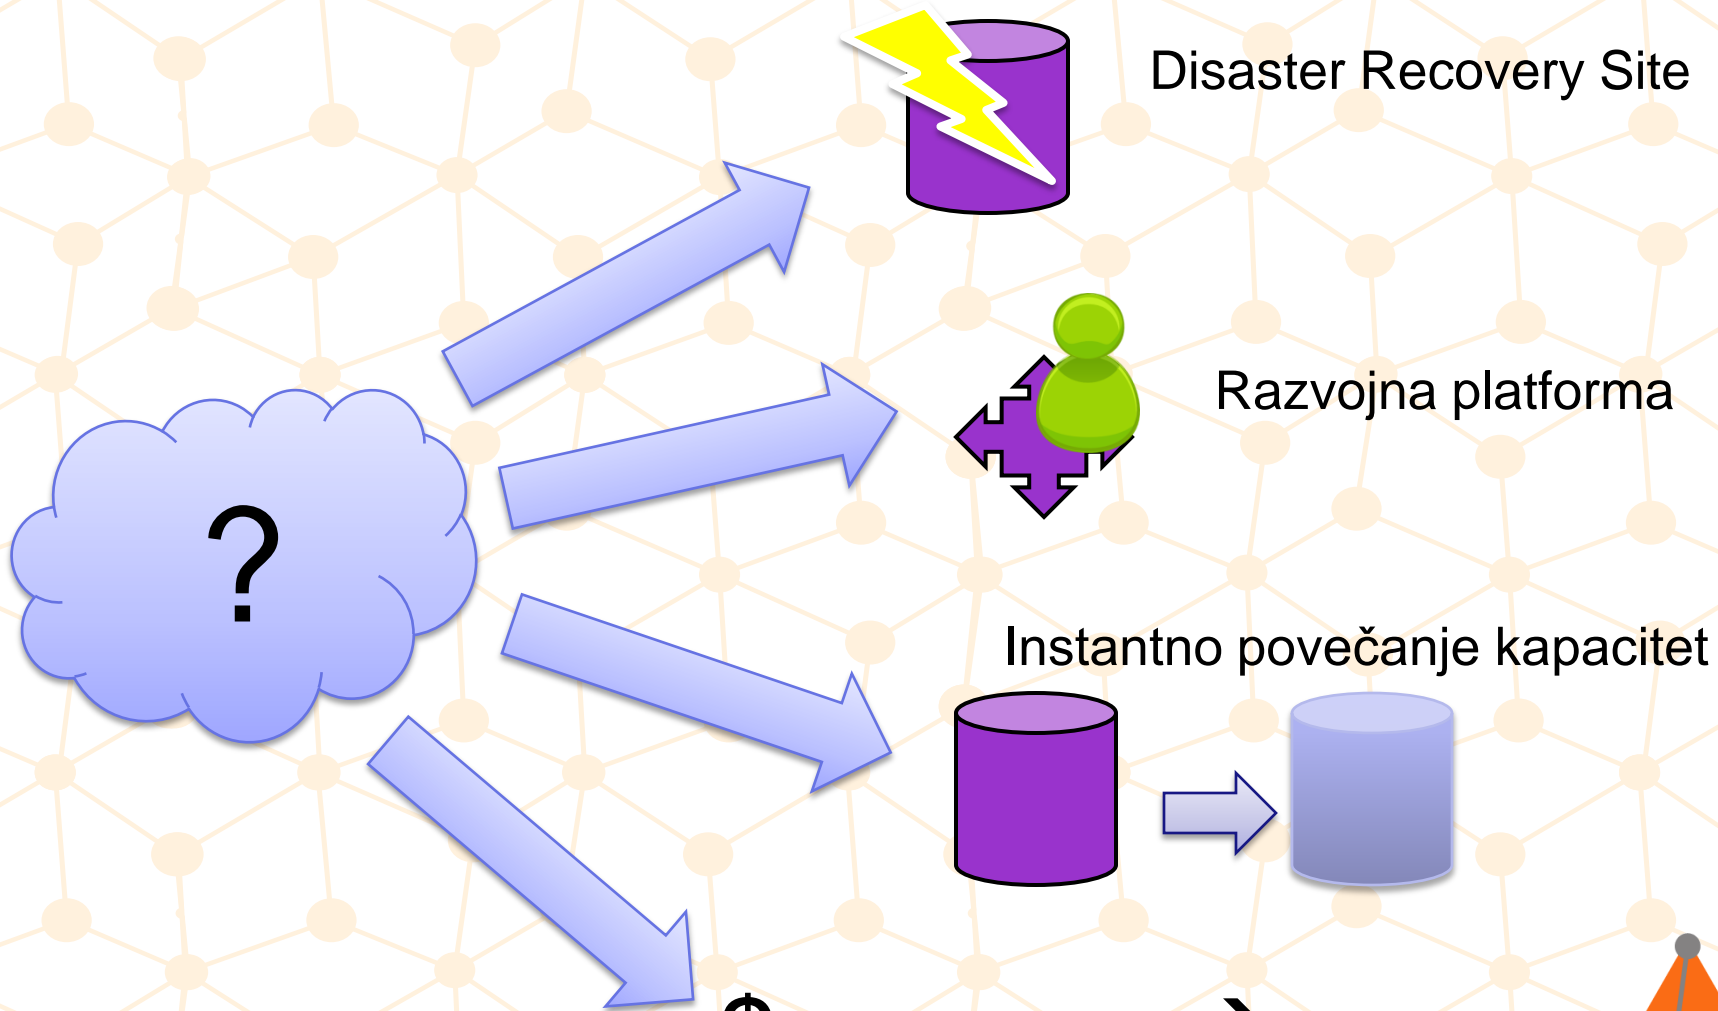 Disaster Recovery Site
Razvojna platforma
?
Instantno povečanje kapacitet